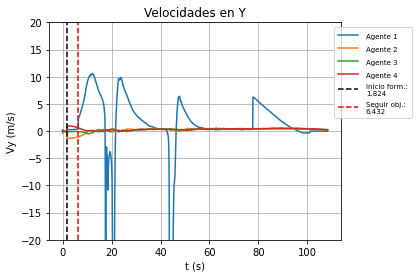 Velocidades en Y
Vy (m/s)
20
15
10
5
0
−5
−10
−15
−20
0
20
40
60
80
100
t (s)
Agente 1
Agente 2
Agente 3
Agente 4
Inicio form.:
1.824
Seguir obj.:
6.432